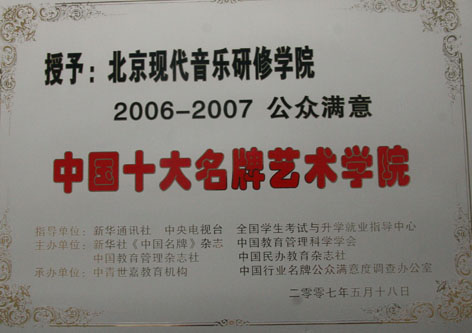 授予：北京现代音乐研修学院
2006-2007 公众满意
中国十大名牌艺术学院
指导单位：新华通讯社 中央电视台 全国学生考试与升学就业指导中心
主办单位：新华社《中国名牌》杂志 中国教育管理科学学会
中国教育管理杂志社 中国民办教育杂志社
承办单位：中菁世嘉教育机构 中国行业名牌公众满意度调查办公室
二〇〇七年五月十八日